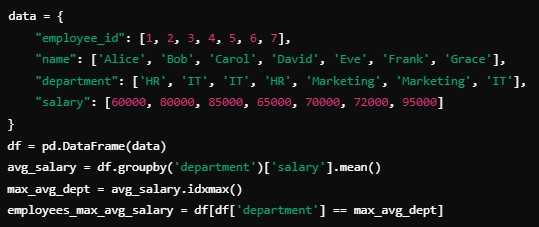 data = {
    "employee_id": [1, 2, 3, 4, 5, 6, 7],
    "name": ['Alice', 'Bob', 'Carol', 'David', 'Eve', 'Frank', 'Grace'],
    "department": ['HR', 'IT', 'IT', 'HR', 'Marketing', 'Marketing', 'IT'],
    "salary": [60000, 80000, 85000, 65000, 70000, 72000, 95000]
}
df = pd.DataFrame(data)
avg_salary = df.groupby('department')['salary'].mean()
max_avg_dept = avg_salary.idxmax()
employees_max_avg_salary = df[df['department'] == max_avg_dept]